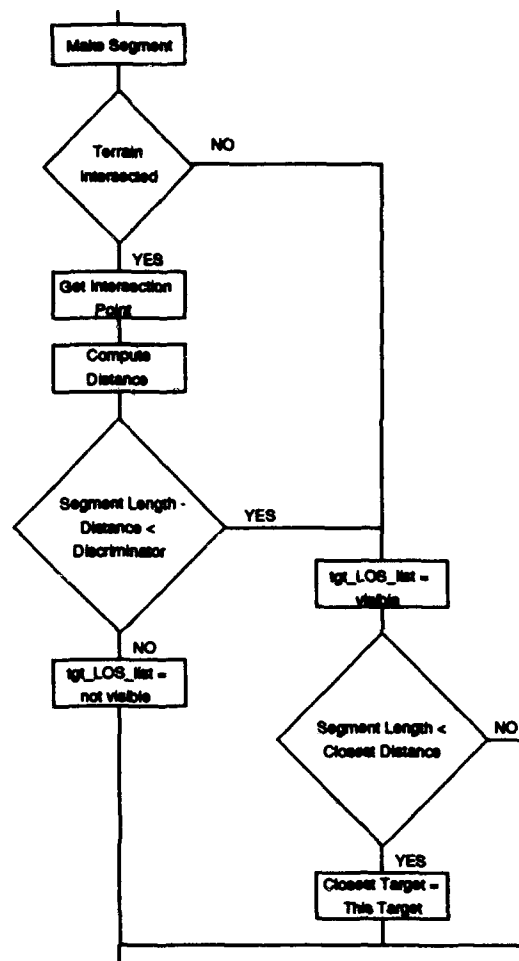 Make Segment
Terrain
Intersected
NO
YES
Get Intersection
Point
Compute
Distance
Segment Length -
Distance <
Discriminator
YES
NO
tgt_LOS_list =
not visible
tgt_LOS_list =
visible
Segment Length <
Closest Distance
NO
YES
Closest Target =
This Target